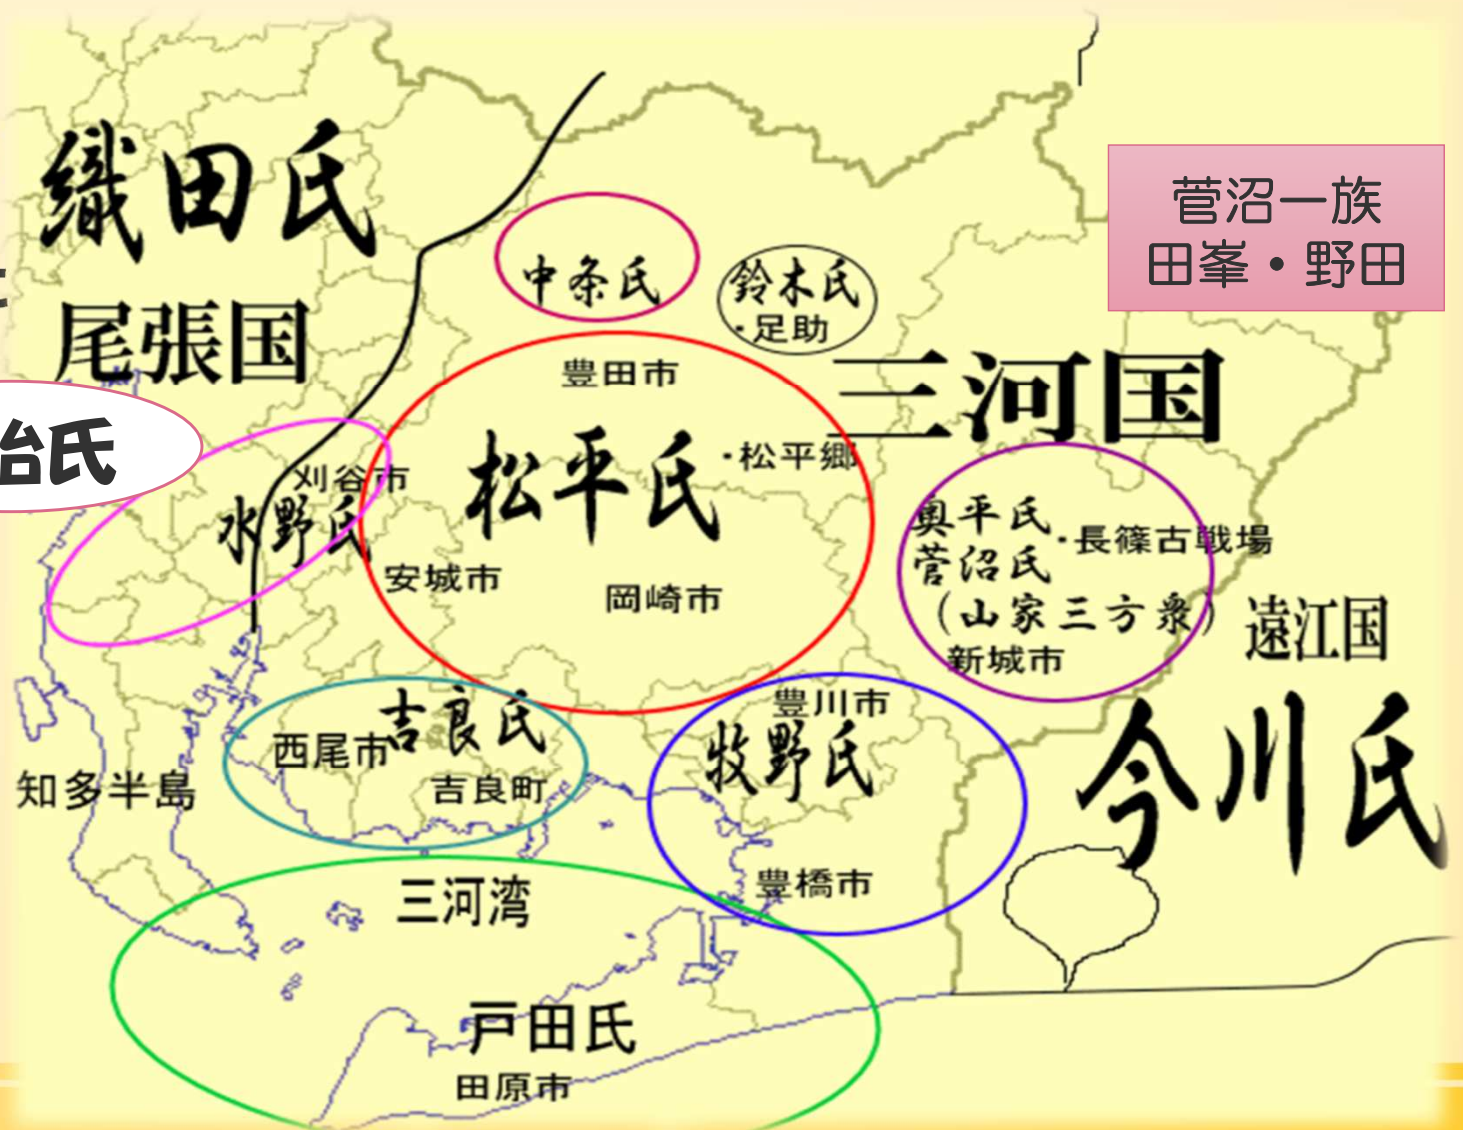 織田氏
尾張国
中条氏
鈴木氏
・足助
菅沼一族
田峯・野田
三河国
豊田市
松平氏
・松平郷
治氏
刈谷市
水野氏
安城市
岡崎市
奥平氏
・長篠古戦場
菅沼氏
(山家三方衆)
新城市
遠江国
今川氏
吉良氏
西尾市
吉良町
知多半島
豊川市
牧野氏
豊橋市
三河湾
戸田氏
田原市